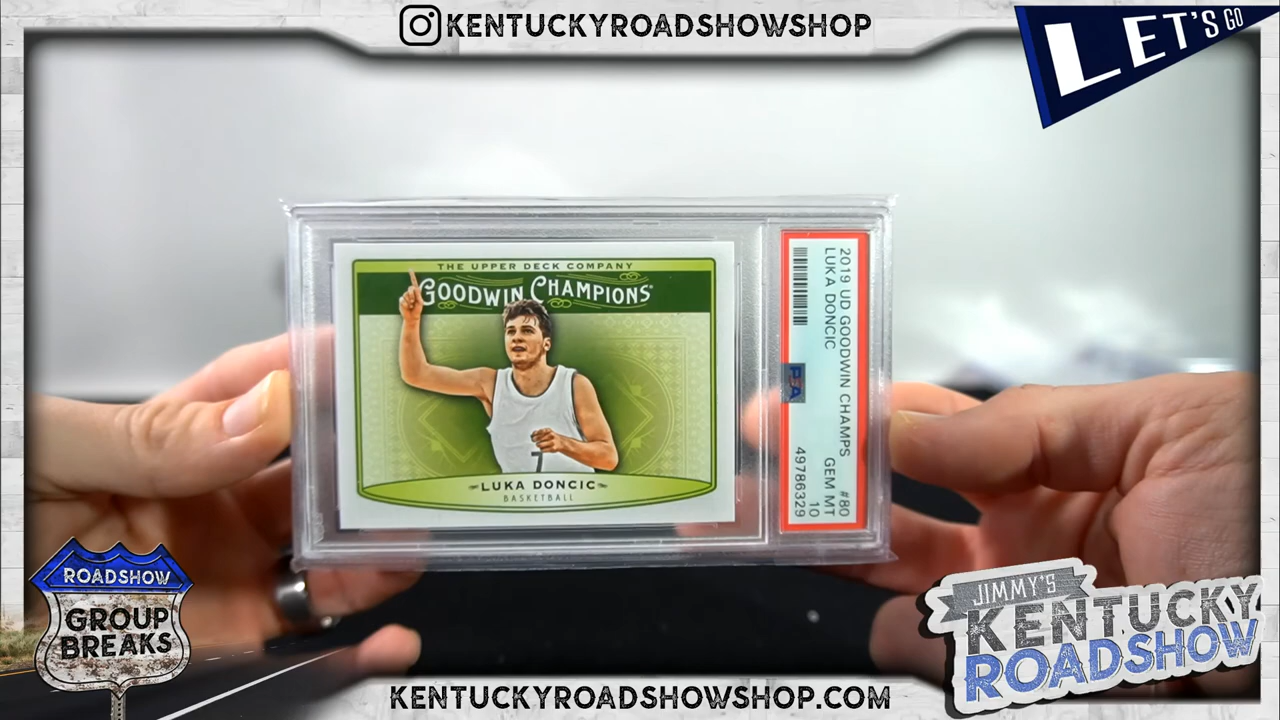 KENTUCKYROADSHOWSHOP
LET'S GO
THE UPPER DECK COMPANY
GOODWIN CHAMPIONS
7
LUKA DONCIC
BASKETBALL
2019 UD GOODWIN CHAMPS #80
LUKA DONCIC GEM MT
10
PSA 49786329
ROADSHOW
GROUP
BREAKS
JIMMY'S
KENTUCKY
ROADSHOW
KENTUCKYROADSHOWSHOP.COM